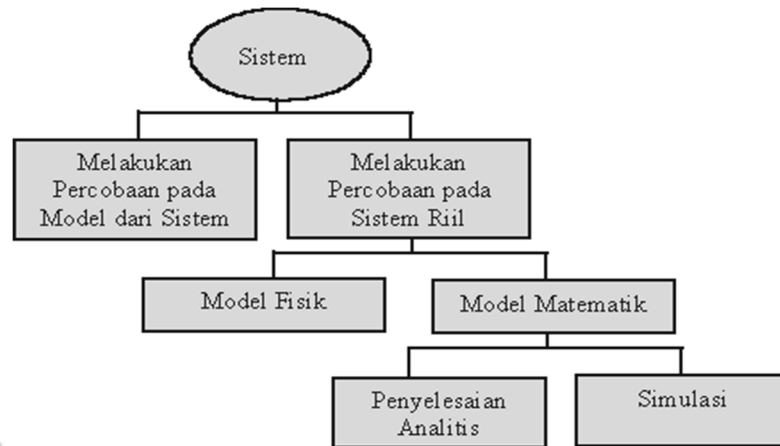 Sistem
Melakukan
Percobaan pada
Model dari Sistem
Melakukan
Percobaan pada
Sistem Riil
Model Fisik
Model Matematik
Penyelesaian
Analitis
Simulasi